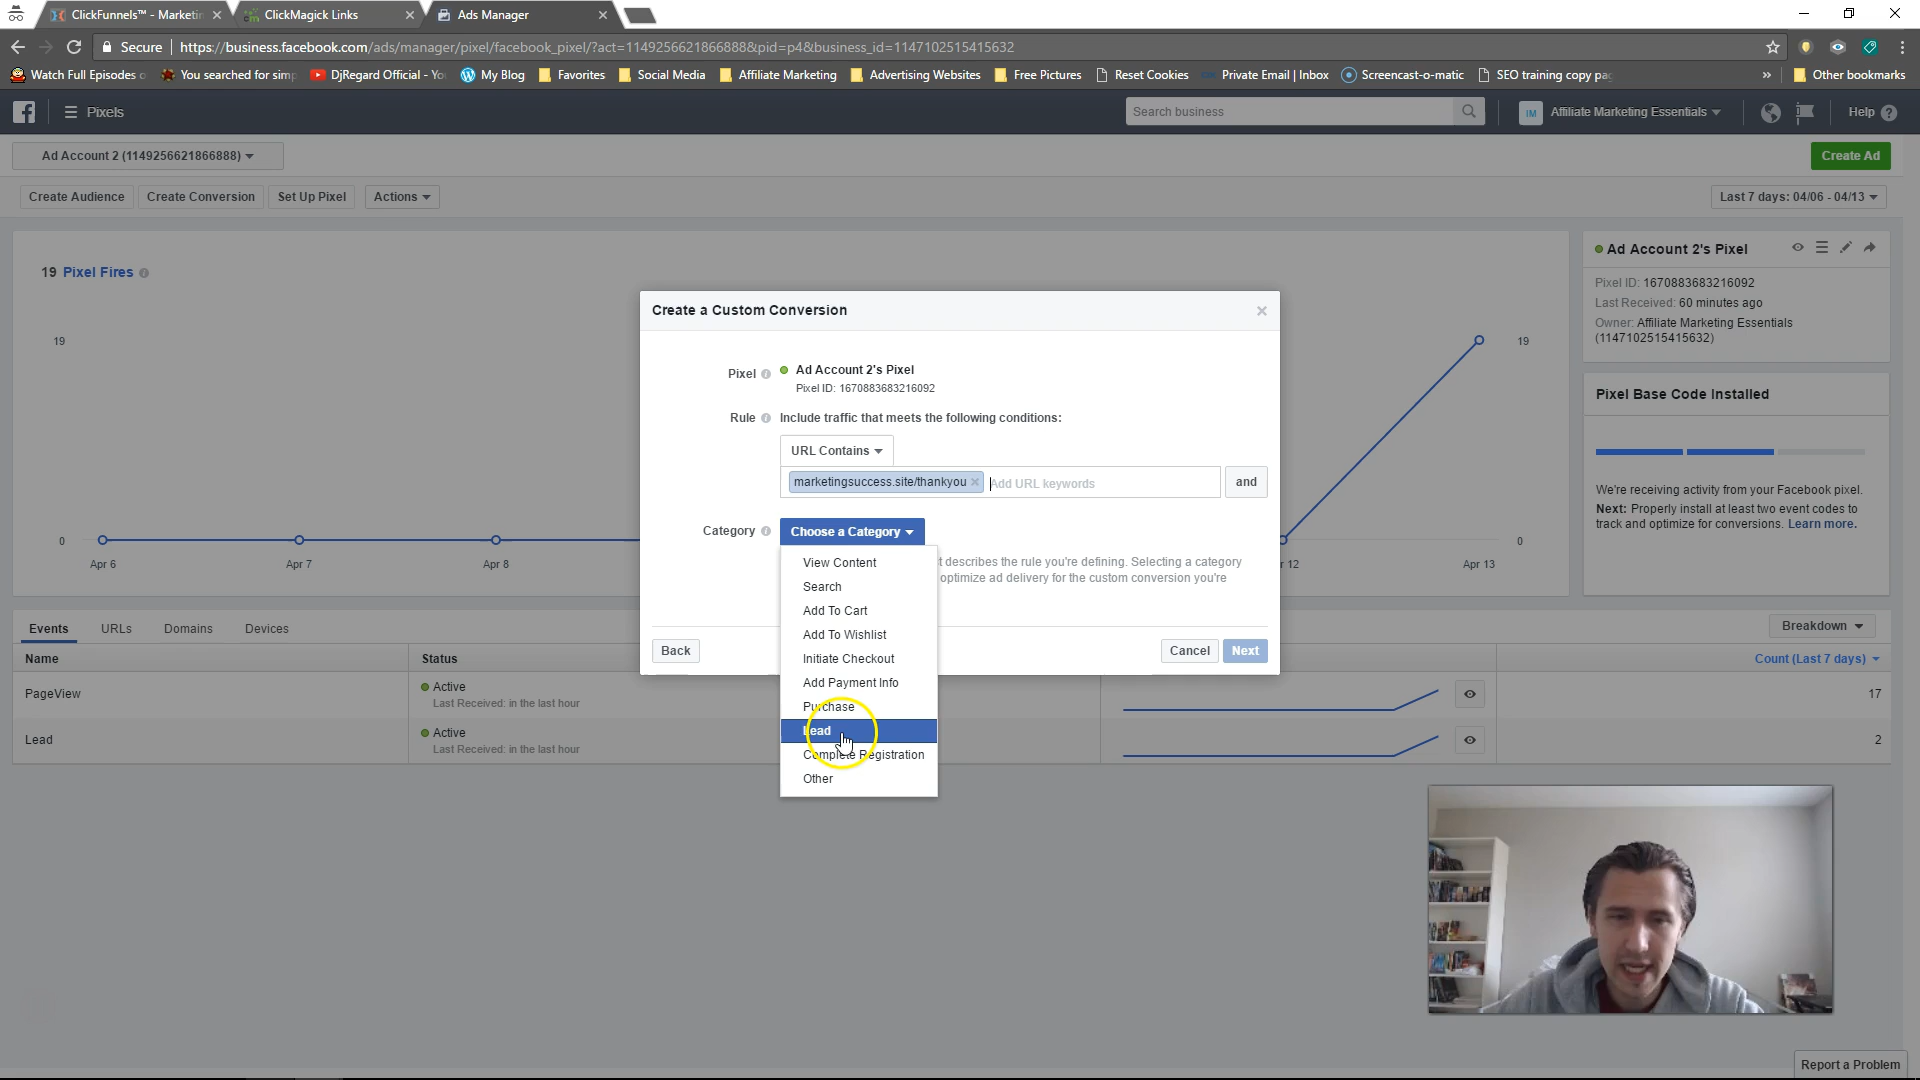 ClickFunnels™ - Marketin
ClickMagick Links
Ads Manager
Secure
https://business.facebook.com/ads/manager/pixel/facebook_pixel/?act=1149256621866888&pid=p4&business_id=1147102515415632
Watch Full Episodes o
You searched for simp
DjRegard Official - Yo
My Blog
Favorites
Social Media
Affiliate Marketing
Advertising Websites
Free Pictures
Reset Cookies
Private Email | Inbox
Screencast-o-matic
SEO training copy pag
»
Other bookmarks
Pixels
Search business
IM
Affiliate Marketing Essentials
Help
Ad Account 2 (1149256621866888)
Create Ad
Create Audience
Create Conversion
Set Up Pixel
Actions
Last 7 days: 04/06 - 04/13
19 Pixel Fires
19
0
Apr 6
Apr 7
Apr 8
r 12
Apr 13
19
0
Ad Account 2's Pixel
Pixel ID: 1670883683216092
Last Received: 60 minutes ago
Owner: Affiliate Marketing Essentials
(1147102515415632)
Pixel Base Code Installed
We're receiving activity from your Facebook pixel.
Next: Properly install at least two event codes to
track and optimize for conversions. Learn more.
Create a Custom Conversion
Pixel
Ad Account 2's Pixel
Pixel ID: 1670883683216092
Rule
Include traffic that meets the following conditions:
URL Contains
marketingsuccess.site/thankyou
Add URL keywords
and
Category
Choose a Category
t describes the rule you're defining. Selecting a category
optimize ad delivery for the custom conversion you're
View Content
Search
Add To Cart
Add To Wishlist
Initiate Checkout
Add Payment Info
Purchase
Lead
Complete Registration
Other
Back
Cancel
Next
Events
URLs
Domains
Devices
Breakdown
Name
Status
Count (Last 7 days)
PageView
Active
Last Received: in the last hour
17
Lead
Active
Last Received: in the last hour
2
Report a Problem